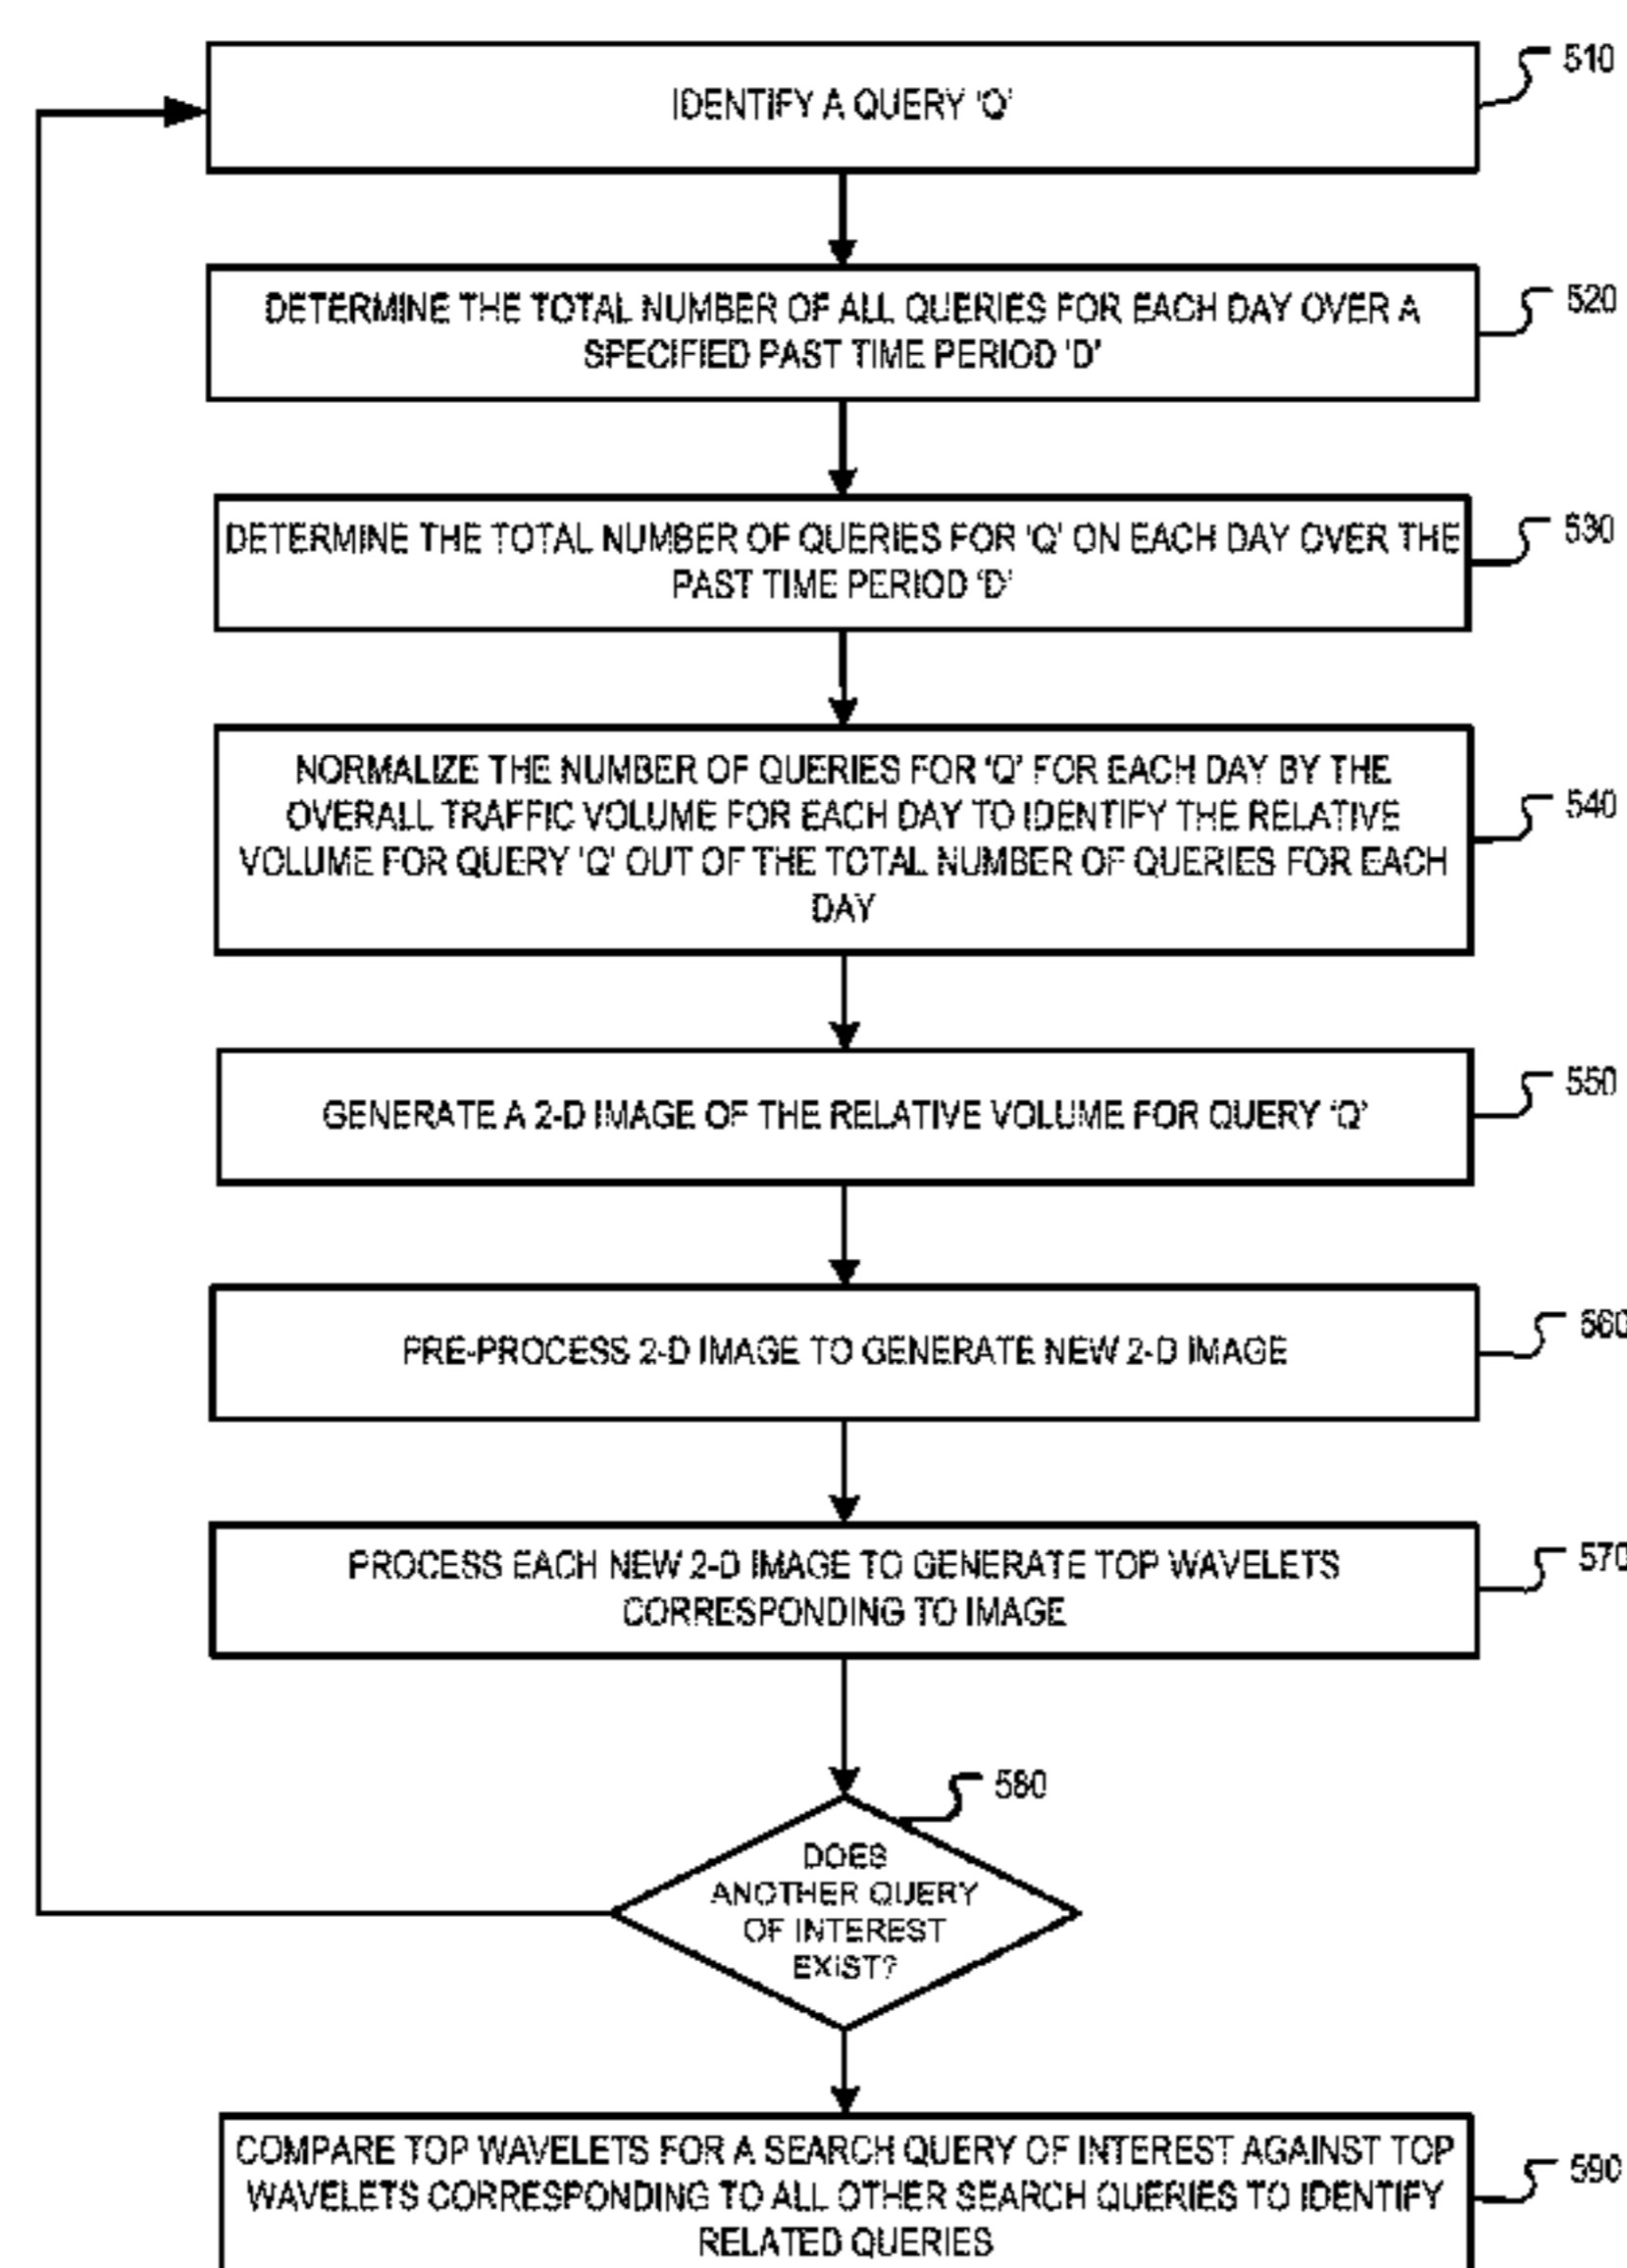 IDENTIFY A QUERY 'Q'
510
DETERMINE THE TOTAL NUMBER OF ALL QUERIES FOR EACH DAY OVER A
SPECIFIED PAST TIME PERIOD 'D'
520
DETERMINE THE TOTAL NUMBER OF QUERIES FOR 'Q' ON EACH DAY OVER THE
PAST TIME PERIOD 'D'
530
NORMALIZE THE NUMBER OF QUERIES FOR 'Q' FOR EACH DAY BY THE
OVERALL TRAFFIC VOLUME FOR EACH DAY TO IDENTIFY THE RELATIVE
VOLUME FOR QUERY 'Q' OUT OF THE TOTAL NUMBER OF QUERIES FOR EACH
DAY
540
GENERATE A 2-D IMAGE OF THE RELATIVE VOLUME FOR QUERY 'Q'
550
PRE-PROCESS 2-D IMAGE TO GENERATE NEW 2-D IMAGE
560
PROCESS EACH NEW 2-D IMAGE TO GENERATE TOP WAVELETS
CORRESPONDING TO IMAGE
570
580
DOES
ANOTHER QUERY
OF INTEREST
EXIST?
COMPARE TOP WAVELETS FOR A SEARCH QUERY OF INTEREST AGAINST TOP
WAVELETS CORRESPONDING TO ALL OTHER SEARCH QUERIES TO IDENTIFY
RELATED QUERIES
590